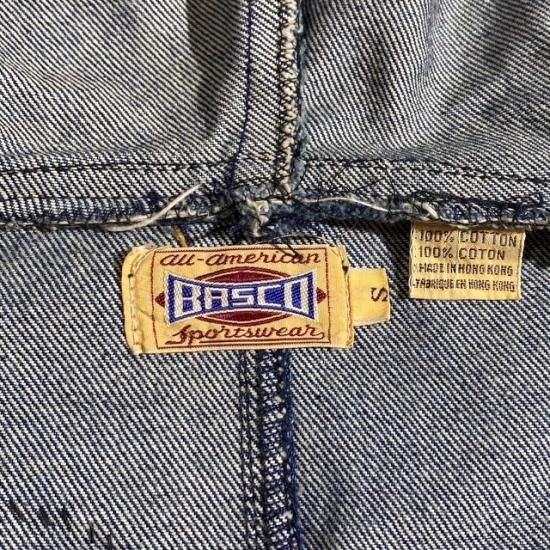 all-american
BASCO
Sportswear
S
100% COTTON
100% COTON
MADE IN HONG KONG
FABRIQUE EN HONG KONG